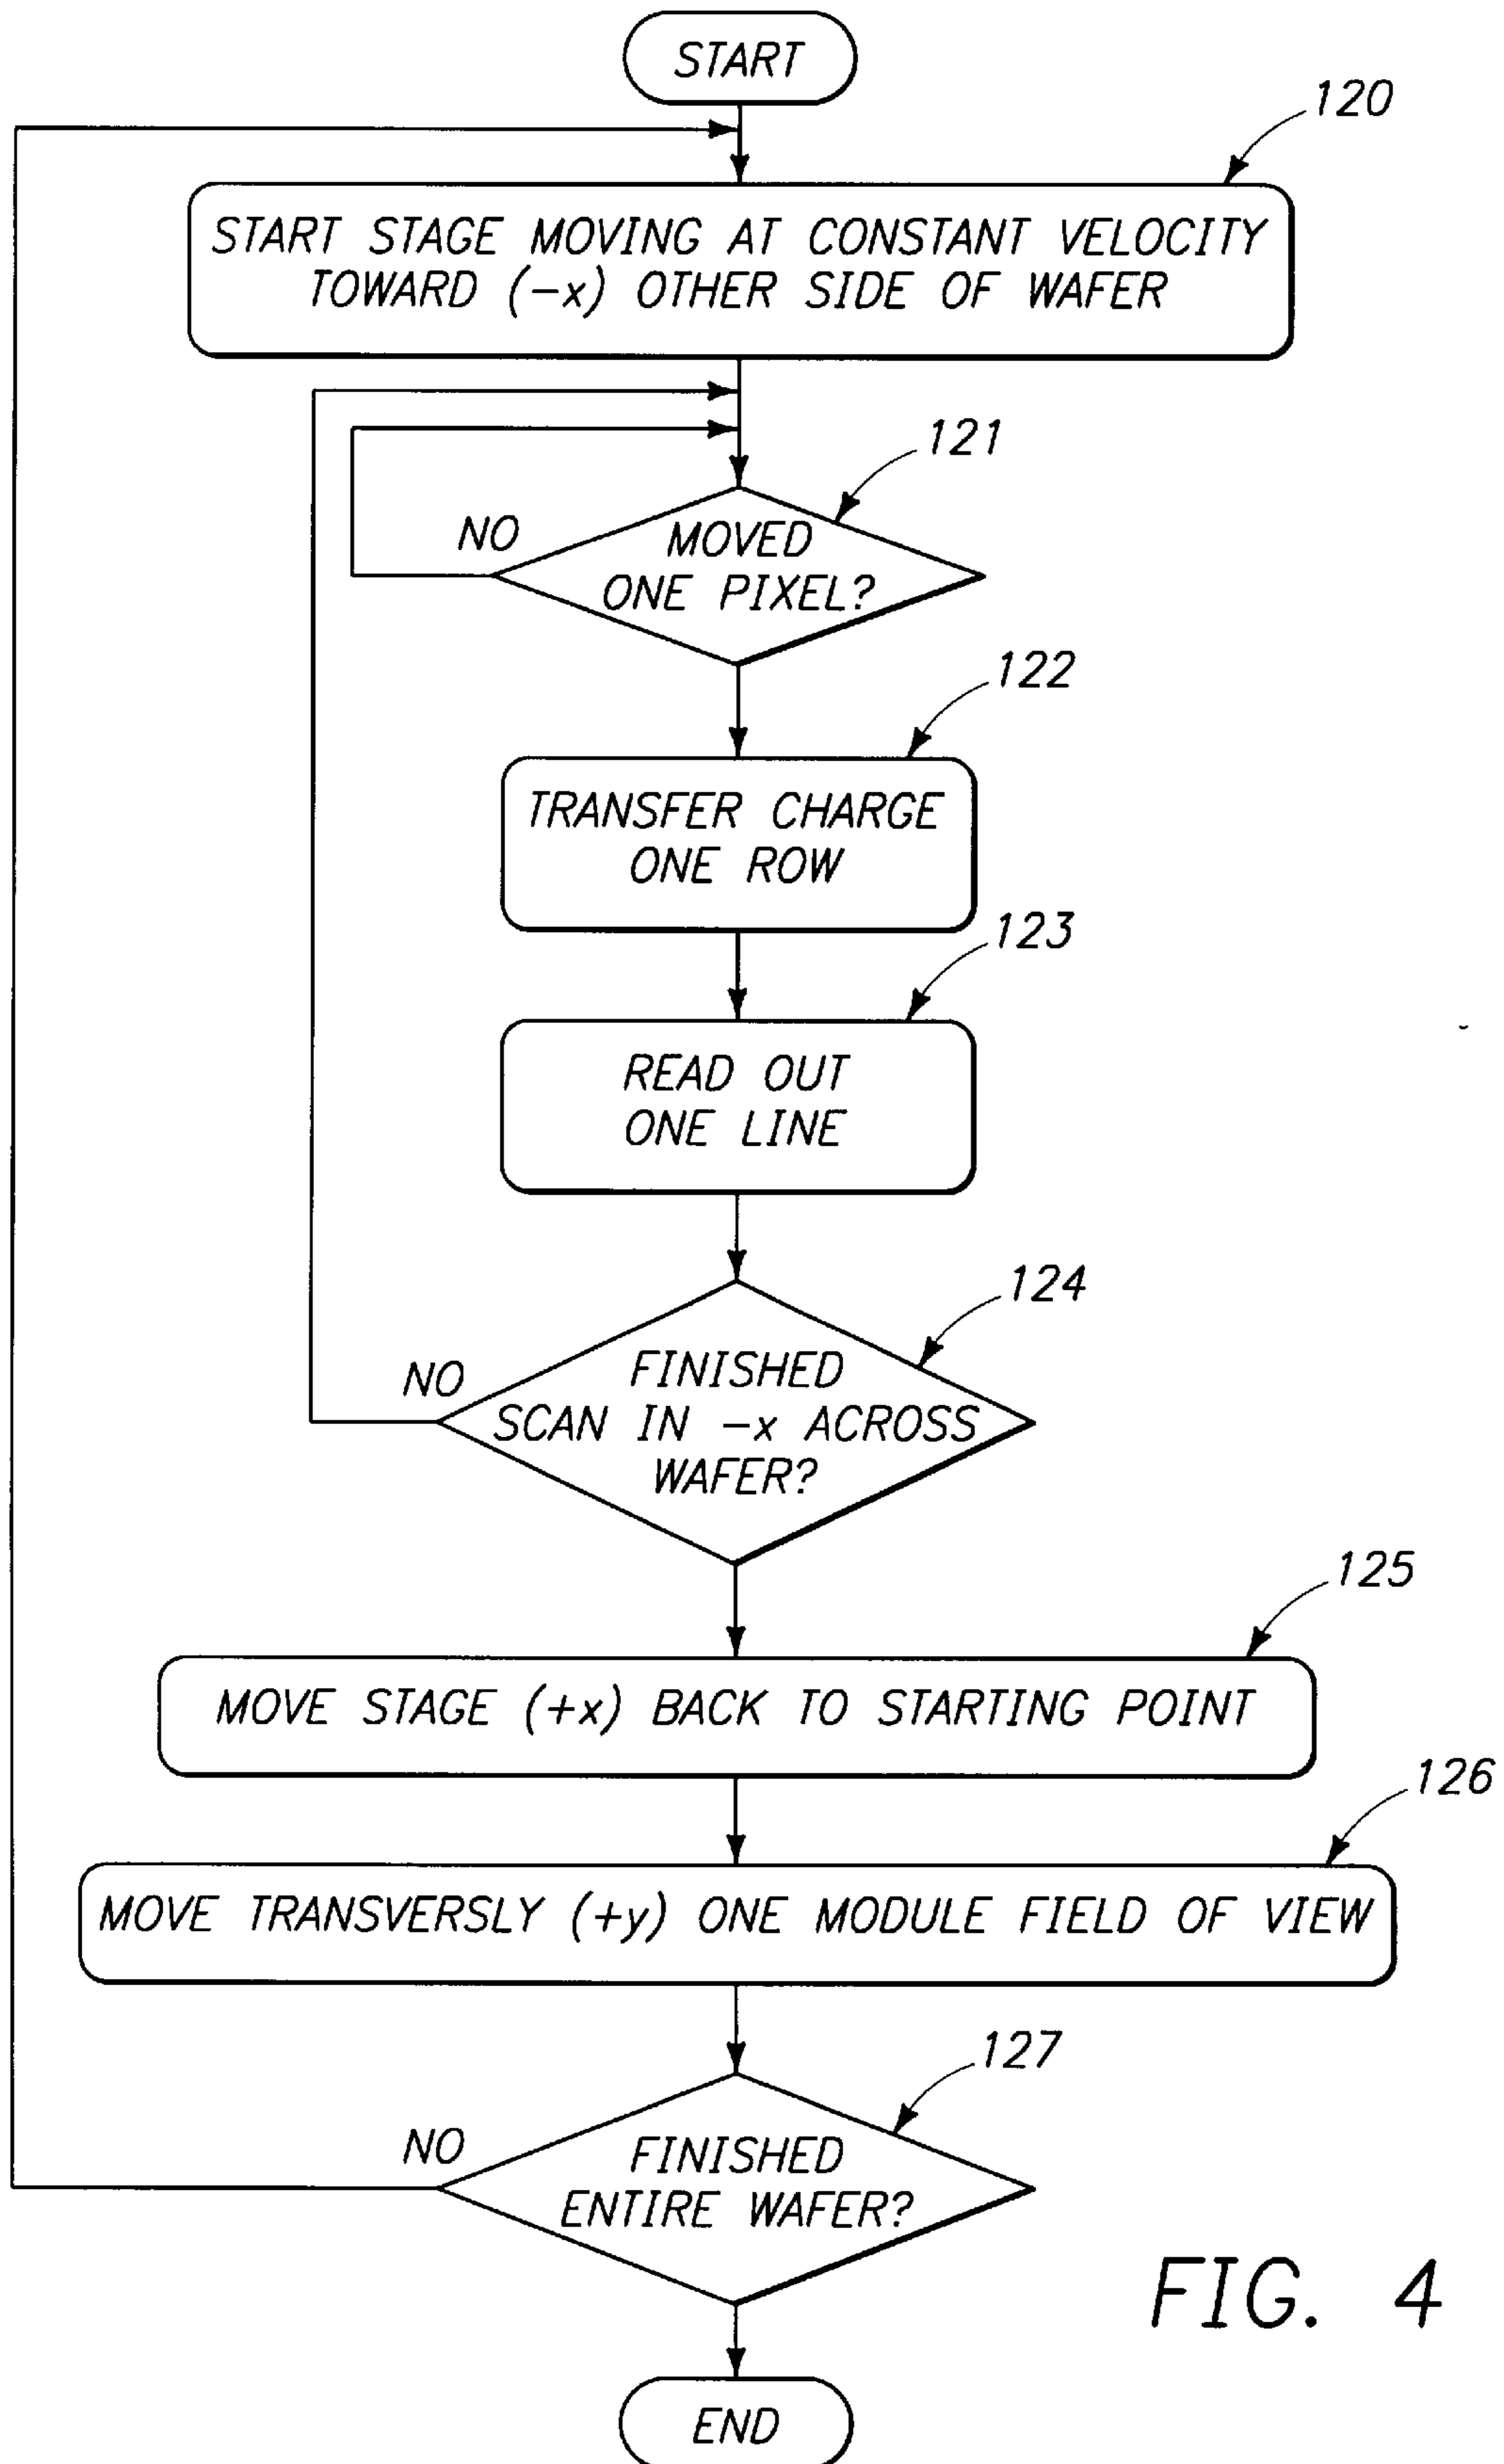 START
120
START STAGE MOVING AT CONSTANT VELOCITY
TOWARD (-x) OTHER SIDE OF WAFER
121
NO
MOVED
ONE PIXEL?
122
TRANSFER CHARGE
ONE ROW
123
READ OUT
ONE LINE
124
NO
FINISHED
SCAN IN -x ACROSS
WAFER?
125
MOVE STAGE (+x) BACK TO STARTING POINT
126
MOVE TRANSVERSLY (+y) ONE MODULE FIELD OF VIEW
127
NO
FINISHED
ENTIRE WAFER?
END
FIG. 4